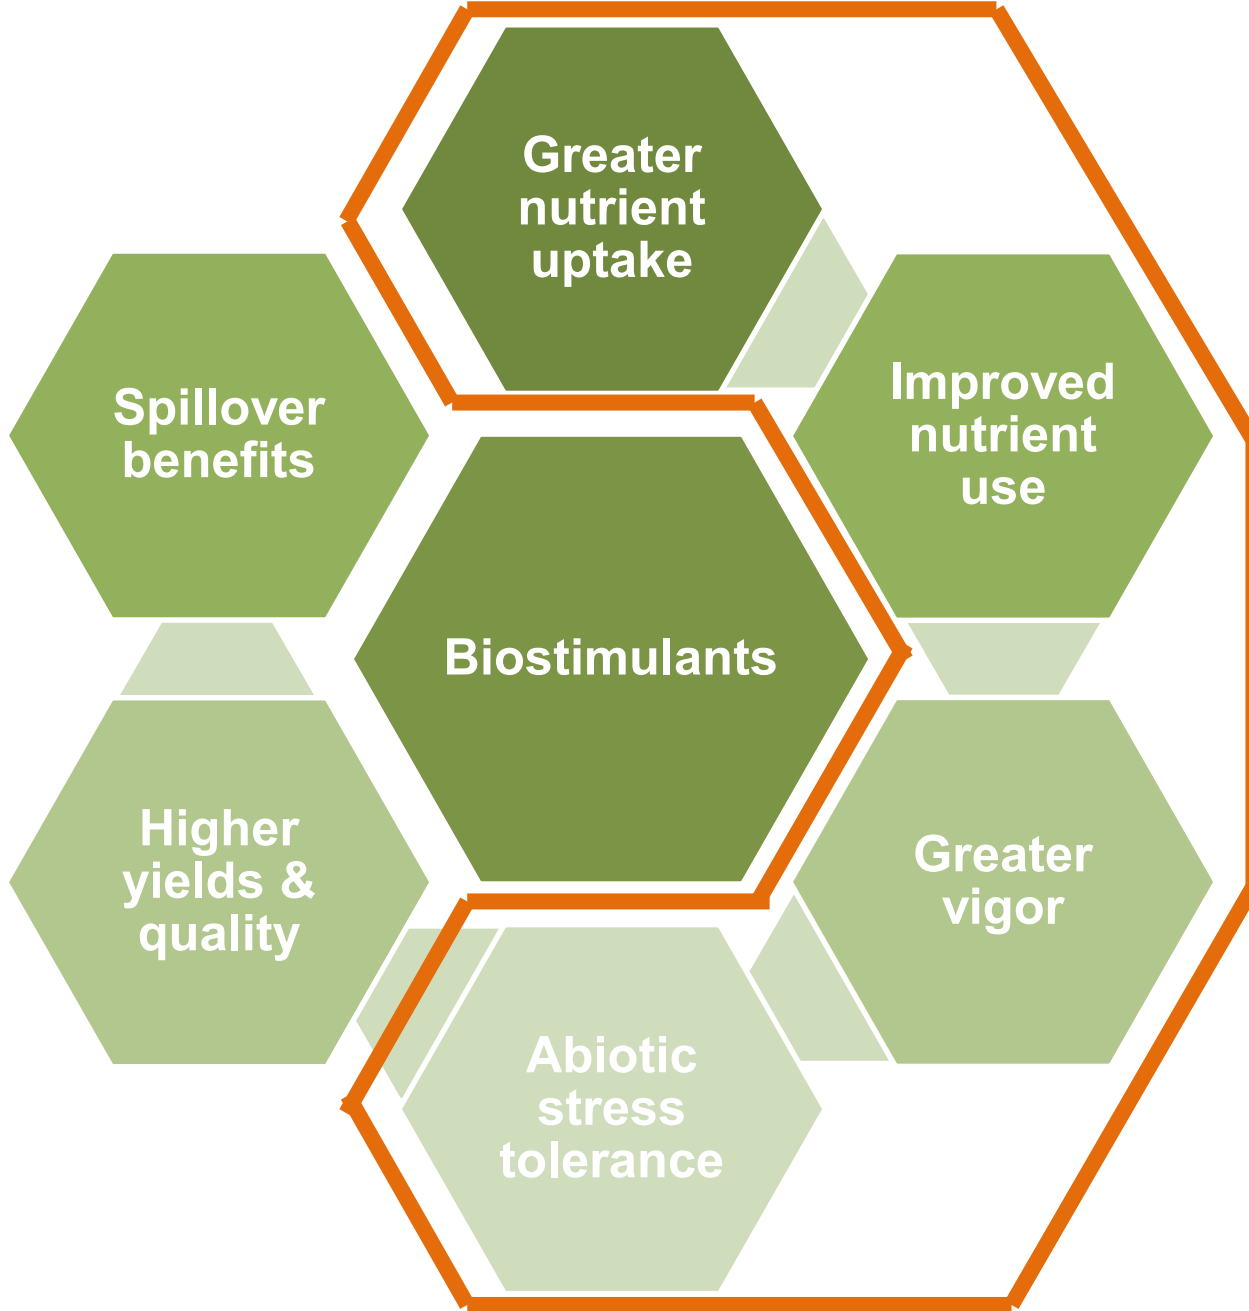 Greater
nutrient
uptake
Improved
nutrient
use
Spillover
benefits
Biostimulants
Higher
yields &
quality
Greater
vigor
Abiotic
stress
tolerance